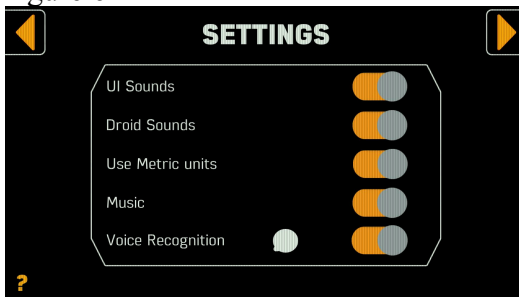 SETTINGS
UI Sounds
Droid Sounds
Use Metric units
Music
Voice Recognition
?